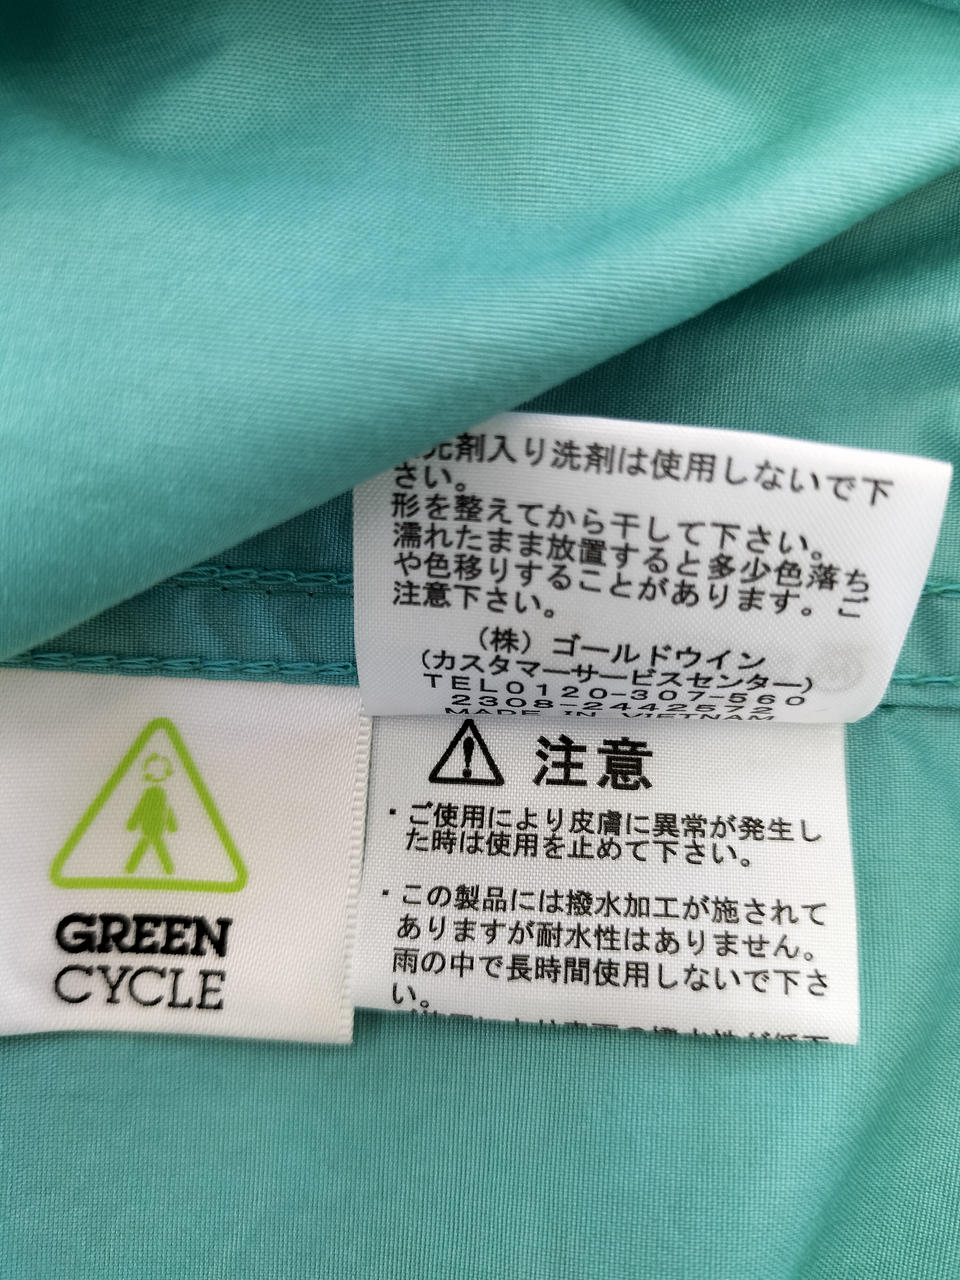 洗剤入り洗剤は使用しないで下
さい。
形を整えてから干して下さい。
濡れたまま放置すると多少色落ち
や色移りすることがあります。ご
注意下さい。
(株)ゴールドウイン
(カスタマーサービスセンター)
TEL0120-307-560
2308-2442572
MADE IN VIETNAM
GREEN
CYCLE
注意
・ご使用により皮膚に異常が発生し
た時は使用を止めて下さい。
・この製品には撥水加工が施されて
ありますが耐水性はありません。
雨の中で長時間使用しないで下さ
い。